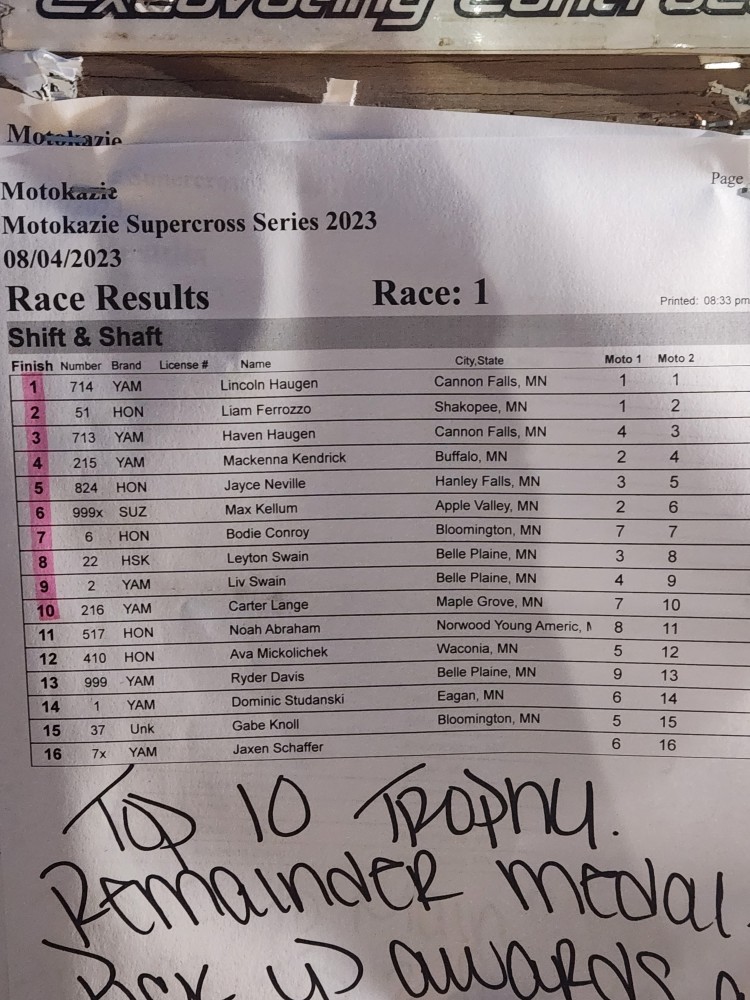 Excavating
Motokazie
Motokazie
Page
Motokazie Supercross Series 2023
08/04/2023
Race Results Race: 1 Printed: 08:33 pm
Shift & Shaft
Finish Number Brand License # Name City,State Moto 1 Moto 2
1 714 YAM Lincoln Haugen Cannon Falls, MN 1 1
2 51 HON Liam Ferrozzo Shakopee, MN 1 2
3 713 YAM Haven Haugen Cannon Falls, MN 4 3
4 215 YAM Mackenna Kendrick Buffalo, MN 2 4
5 824 HON Jayce Neville Hanley Falls, MN 3 5
6 999x SUZ Max Kellum Apple Valley, MN 2 6
7 6 HON Bodie Conroy Bloomington, MN 7 7
8 22 HSK Leyton Swain Belle Plaine, MN 3 8
9 2 YAM Liv Swain Belle Plaine, MN 4 9
10 216 YAM Carter Lange Maple Grove, MN 7 10
11 517 HON Noah Abraham Norwood Young Americ, M 8 11
12 410 HON Ava Mickolichek Waconia, MN 5 12
13 999 YAM Ryder Davis Belle Plaine, MN 9 13
14 1 YAM Dominic Studanski Eagan, MN 6 14
15 37 Unk Gabe Knoll Bloomington, MN 5 15
16 7x YAM Jaxen Schaffer 6 16
Top 10 Trophy.
Remainder medal.
Pick up awards